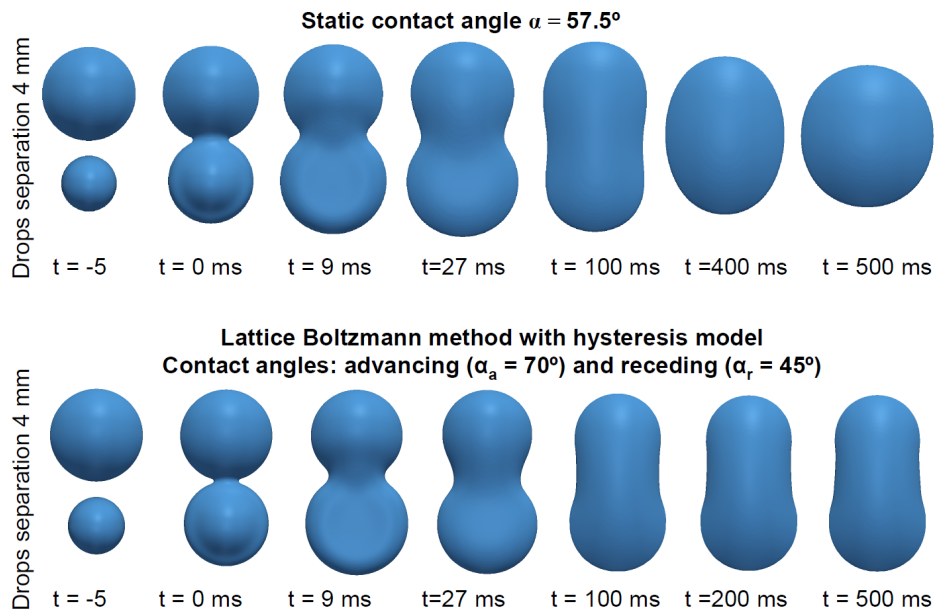 Static contact angle α = 57.5º
Drops separation 4 mm
t = -5 t = 0 ms t = 9 ms t=27 ms t = 100 ms t =400 ms t = 500 ms
Lattice Boltzmann method with hysteresis model
Contact angles: advancing (αa = 70º) and receding (αr = 45º)
Drops separation 4 mm
t = -5 t = 0 ms t = 9 ms t=27 ms t = 100 ms t =200 ms t = 500 ms